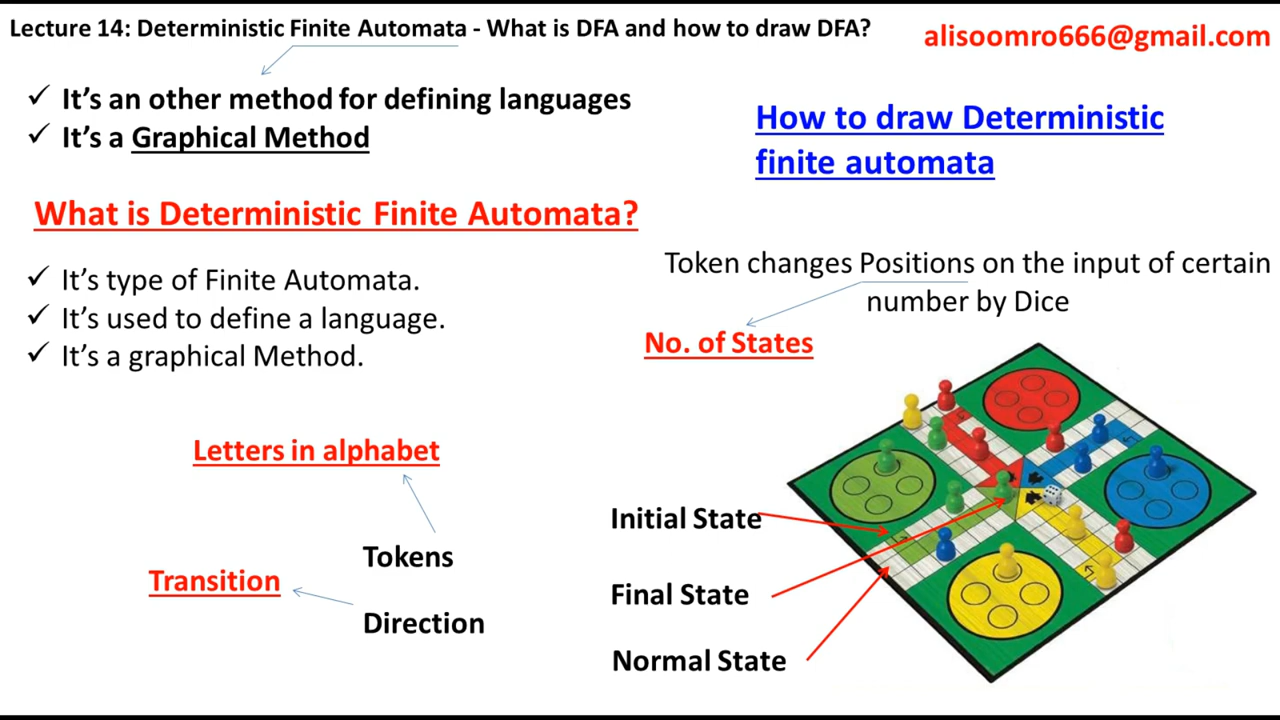 Lecture 14: Deterministic Finite Automata - What is DFA and how to draw DFA?
alisoomro666@gmail.com
✓ It's an other method for defining languages
✓ It's a Graphical Method
How to draw Deterministic
finite automata
What is Deterministic Finite Automata?
✓ It's type of Finite Automata.
✓ It's used to define a language.
✓ It's a graphical Method.
Token changes Positions on the input of certain
number by Dice
No. of States
Letters in alphabet
Tokens
Transition
Direction
Initial State
Final State
Normal State